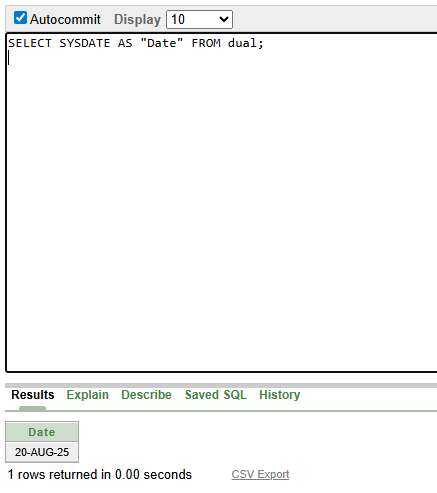 Autocommit Display 10
SELECT SYSDATE AS "Date" FROM dual;
Results Explain Describe Saved SQL History
Date
20-AUG-25
1 rows returned in 0.00 seconds CSV Export